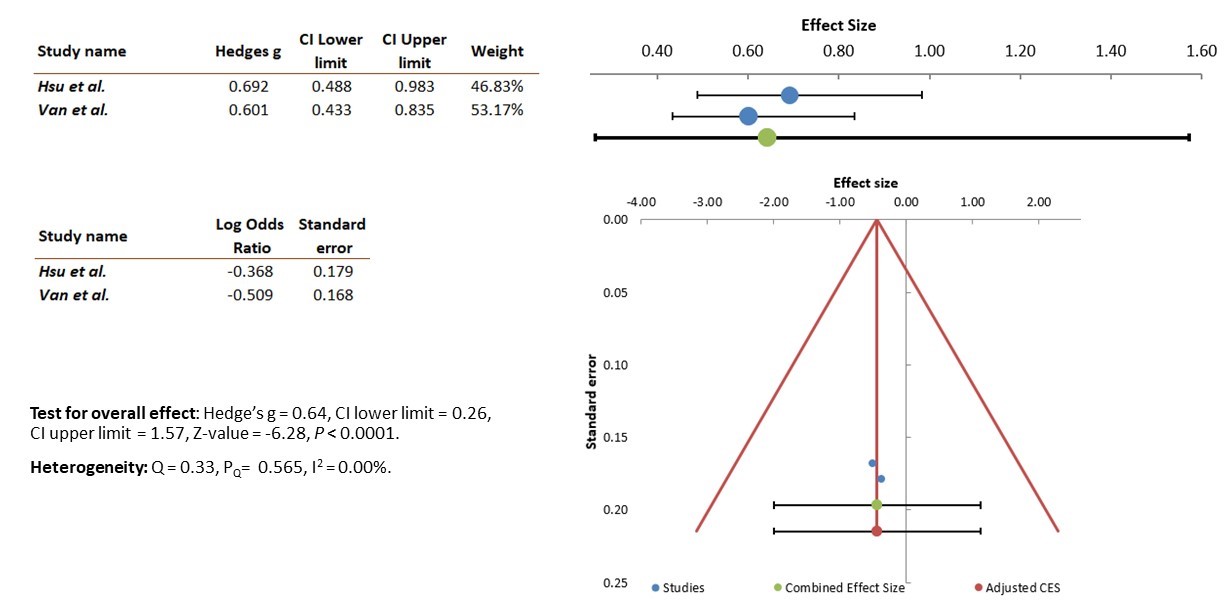 Study name Hedges g CI Lower limit CI Upper limit Weight
Hsu et al. 0.692 0.488 0.983 46.83%
Van et al. 0.601 0.433 0.835 53.17%
Effect Size
0.40 0.60 0.80 1.00 1.20 1.40 1.60
Study name Log Odds Ratio Standard error
Hsu et al. -0.368 0.179
Van et al. -0.509 0.168
Test for overall effect: Hedge’s g = 0.64, CI lower limit = 0.26,
CI upper limit = 1.57, Z-value = -6.28, P < 0.0001.
Heterogeneity: Q = 0.33, PQ= 0.565, I2 = 0.00%.
Effect size
-4.00 -3.00 -2.00 -1.00 0.00 1.00 2.00
Standard error
0.00
0.05
0.10
0.15
0.20
0.25
Studies Combined Effect Size Adjusted CES